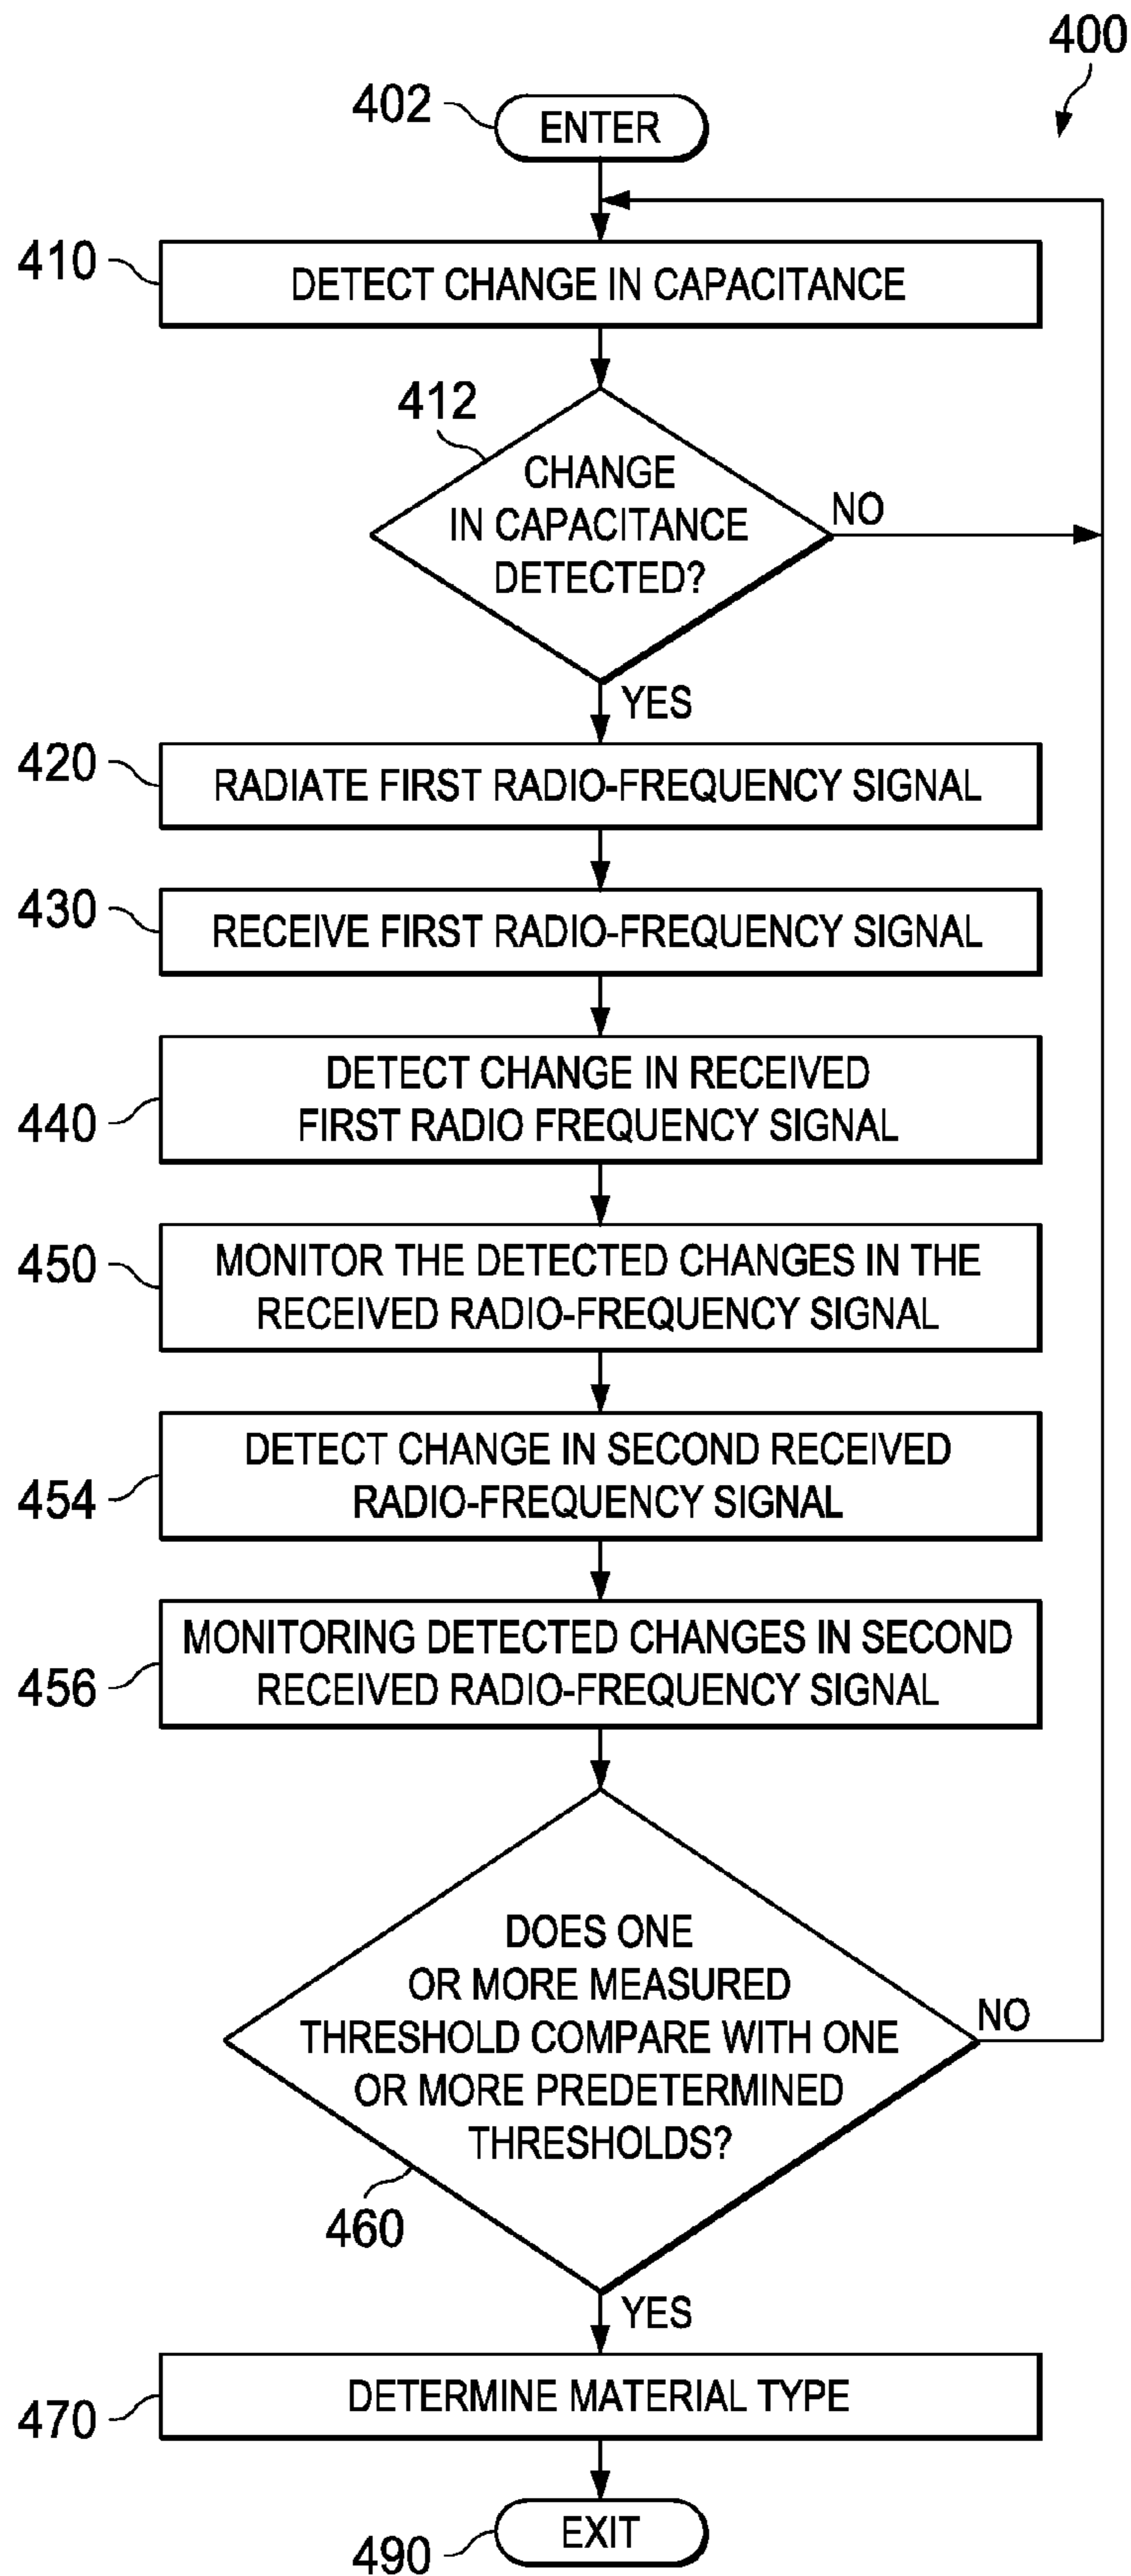 400
402
ENTER
410
DETECT CHANGE IN CAPACITANCE
412
CHANGE
IN CAPACITANCE
DETECTED?
NO
YES
420
RADIATE FIRST RADIO-FREQUENCY SIGNAL
430
RECEIVE FIRST RADIO-FREQUENCY SIGNAL
440
DETECT CHANGE IN RECEIVED
FIRST RADIO FREQUENCY SIGNAL
450
MONITOR THE DETECTED CHANGES IN THE
RECEIVED RADIO-FREQUENCY SIGNAL
454
DETECT CHANGE IN SECOND RECEIVED
RADIO-FREQUENCY SIGNAL
456
MONITORING DETECTED CHANGES IN SECOND
RECEIVED RADIO-FREQUENCY SIGNAL
DOES ONE
OR MORE MEASURED
THRESHOLD COMPARE WITH ONE
OR MORE PREDETERMINED
THRESHOLDS?
NO
460
YES
470
DETERMINE MATERIAL TYPE
490
EXIT